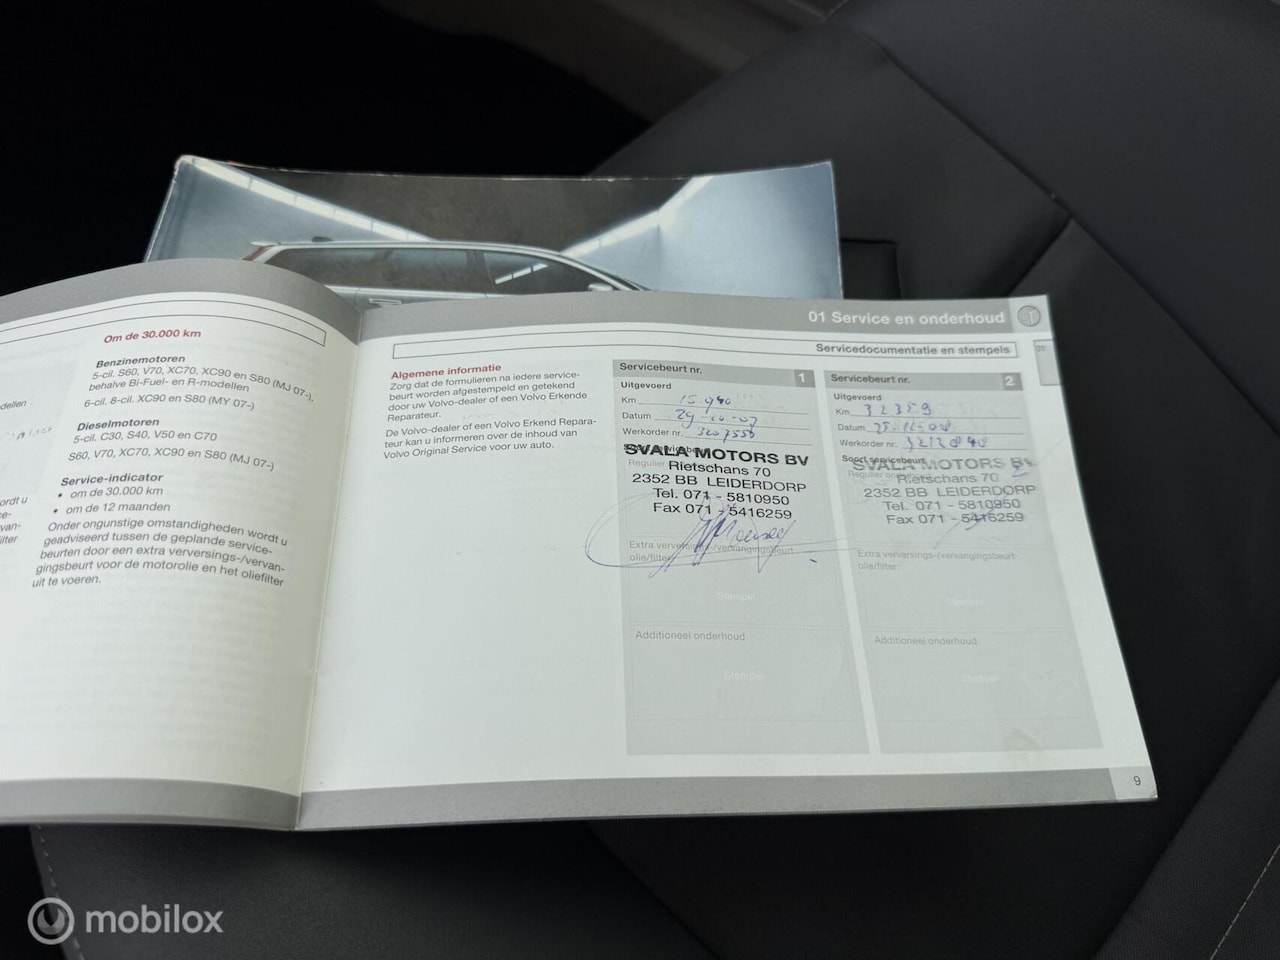 Om de 30.000 km
Benzinemotoren
5-cil. S60, V70, XC70, XC90 en S80 (MJ 07-),
behalve Bi-Fuel- en R-modellen
6-cil. 8-cil. XC90 en S80 (MY 07-)
Dieselmotoren
5-cil. C30, S40, V50 en C70
S60, V70, XC70, XC90 en S80 (MJ 07-)
Service-indicator
• om de 30.000 km
• om de 12 maanden
Onder ongunstige omstandigheden wordt u
geadviseerd tussen de geplande service-
beurten door een extra verversings-/vervan-
gingsbeurt voor de motorolie en het oliefilter
uit te voeren.
01 Service en onderhoud
Servicedocumentatie en stempels
Algemene informatie
Zorg dat de formulieren na iedere service-
beurt worden afgestempeld en getekend
door uw Volvo-dealer of een Volvo Erkende
Reparateur.
De Volvo-dealer of een Volvo Erkend Repara-
teur kan u informeren over de inhoud van
Volvo Original Service voor uw auto.
Servicebeurt nr. 1
Uitgevoerd
Km
Datum
Werkorder nr. 3207550
SVALA MOTORS BV
Rietschans 70
2352 BB LEIDERDORP
Tel. 071 - 5810950
Fax 071 - 5416259
Extra verversings-/vervangingsbeurt
olie/filter:
Stempel
Additioneel onderhoud
Stempel
Servicebeurt nr. 2
Uitgevoerd
Km 32389
Datum
Werkorder nr.
Soort servicebeurt
SVALA MOTORS BV
Rietschans 70
2352 BB LEIDERDORP
Tel. 071 - 5810950
Fax 071 - 5416259
Extra verversings-/vervangingsbeurt
olie/filter:
Stempel
Additioneel onderhoud
Stempel
9
mobilox